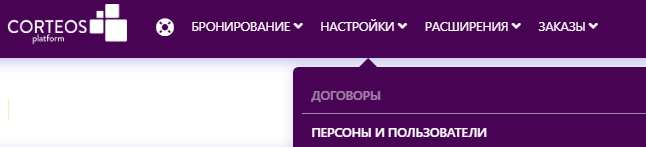 CORTEOS
platform
БРОНИРОВАНИЕ НАСТРОЙКИ РАСШИРЕНИЯ ЗАКАЗЫ
ДОГОВОРЫ
ПЕРСОНЫ И ПОЛЬЗОВАТЕЛИ